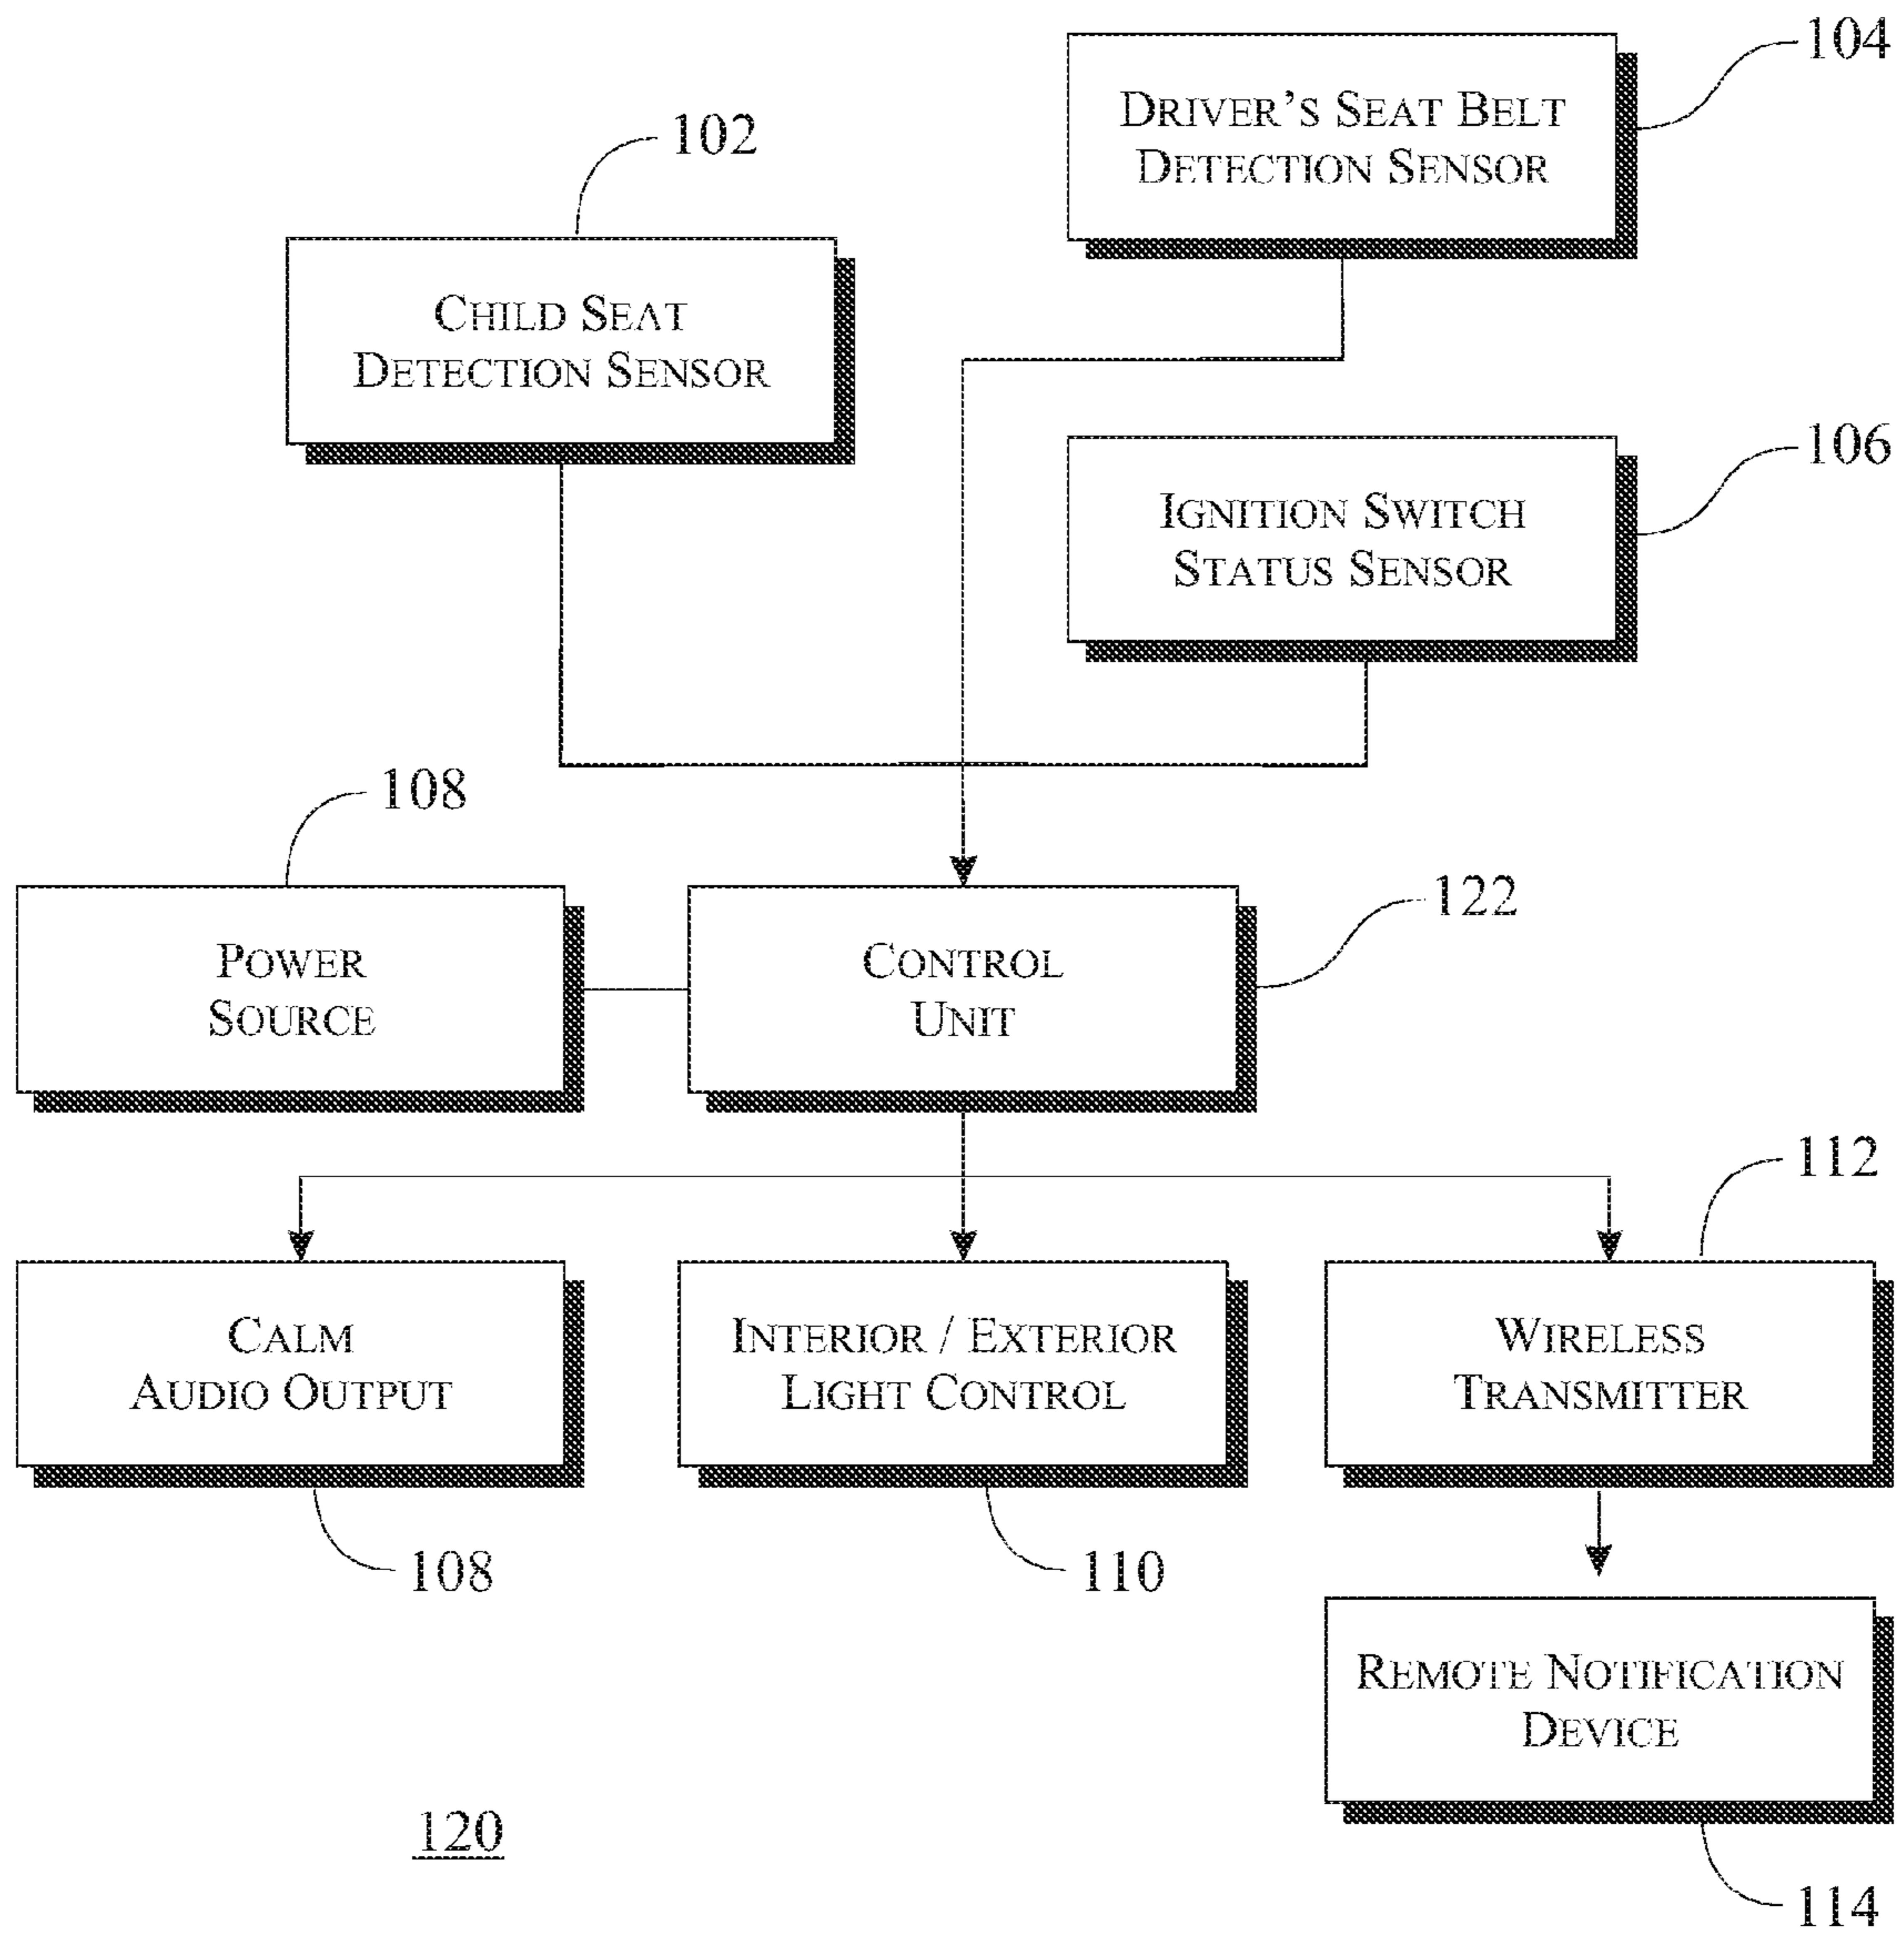 104
DRIVER'S SEAT BELT
DETECTION SENSOR
102
CHILD SEAT
DETECTION SENSOR
106
IGNITION SWITCH
STATUS SENSOR
108
POWER
SOURCE
122
CONTROL
UNIT
112
CALM
AUDIO OUTPUT
108
INTERIOR / EXTERIOR
LIGHT CONTROL
110
WIRELESS
TRANSMITTER
REMOTE NOTIFICATION
DEVICE
114
120